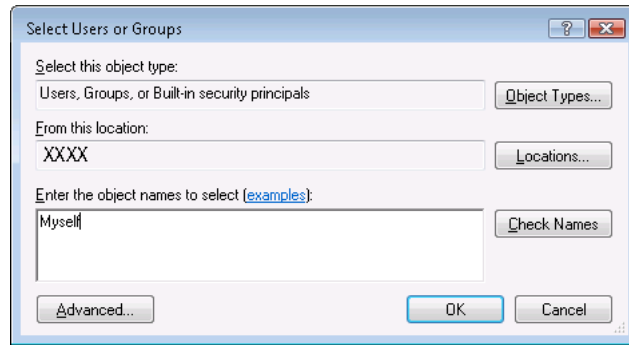 Select Users or Groups
Select this object type:
Users, Groups, or Built-in security principals
Object Types...
From this location:
XXXX
Locations...
Enter the object names to select (examples):
Myself
Check Names
Advanced...
OK
Cancel